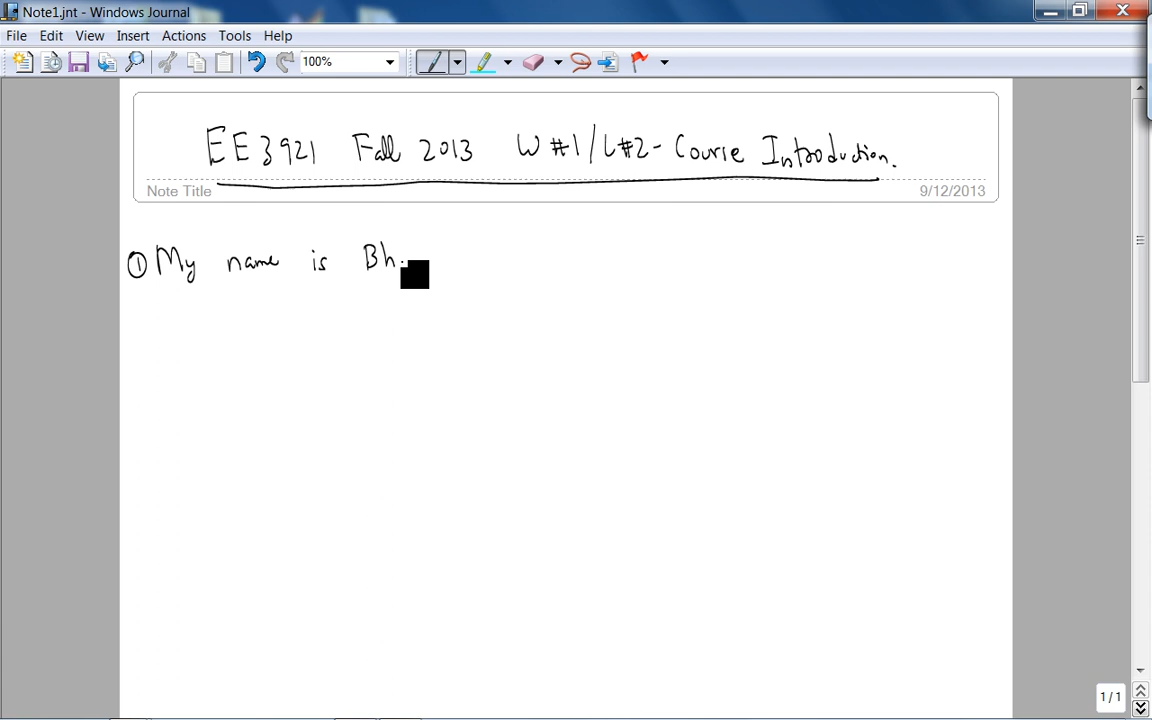 Note1.jnt - Windows Journal
File Edit View Insert Actions Tools Help
100%
EE3921 Fall 2013 W #1/L#2- Course Introduction.
Note Title
9/12/2013
① My name is Bh.
1 / 1